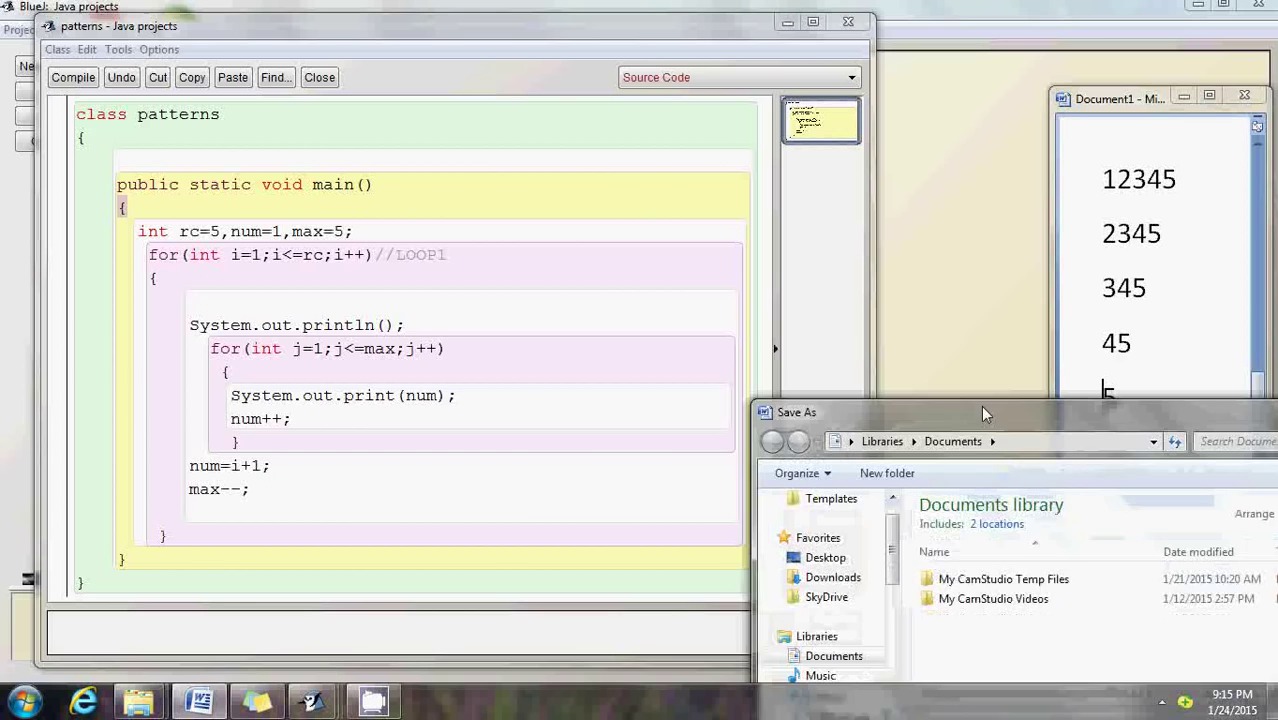 BlueJ: Java projects
Proje
patterns - Java projects
Class Edit Tools Options
Compile Undo Cut Copy Paste Find... Close
Source Code
class patterns
{
public static void main()
{
int rc=5,num=1,max=5;
for(int i=1;i<=rc;i++)//LOOP1
{
System.out.println();
for(int j=1;j<=max;j++)
{
System.out.print(num);
num++;
}
num=i+1;
max--;
}
}
}
Document1 - Mi...
12345
2345
345
45
5
Save As
Libraries Documents
Search Docume
Organize New folder
Templates
Favorites
Desktop
Downloads
SkyDrive
Libraries
Documents
Music
Documents library
Includes: 2 locations
Arrange
Name Date modified
My CamStudio Temp Files 1/21/2015 10:20 AM
My CamStudio Videos 1/12/2015 2:57 PM
9:15 PM
1/24/2015